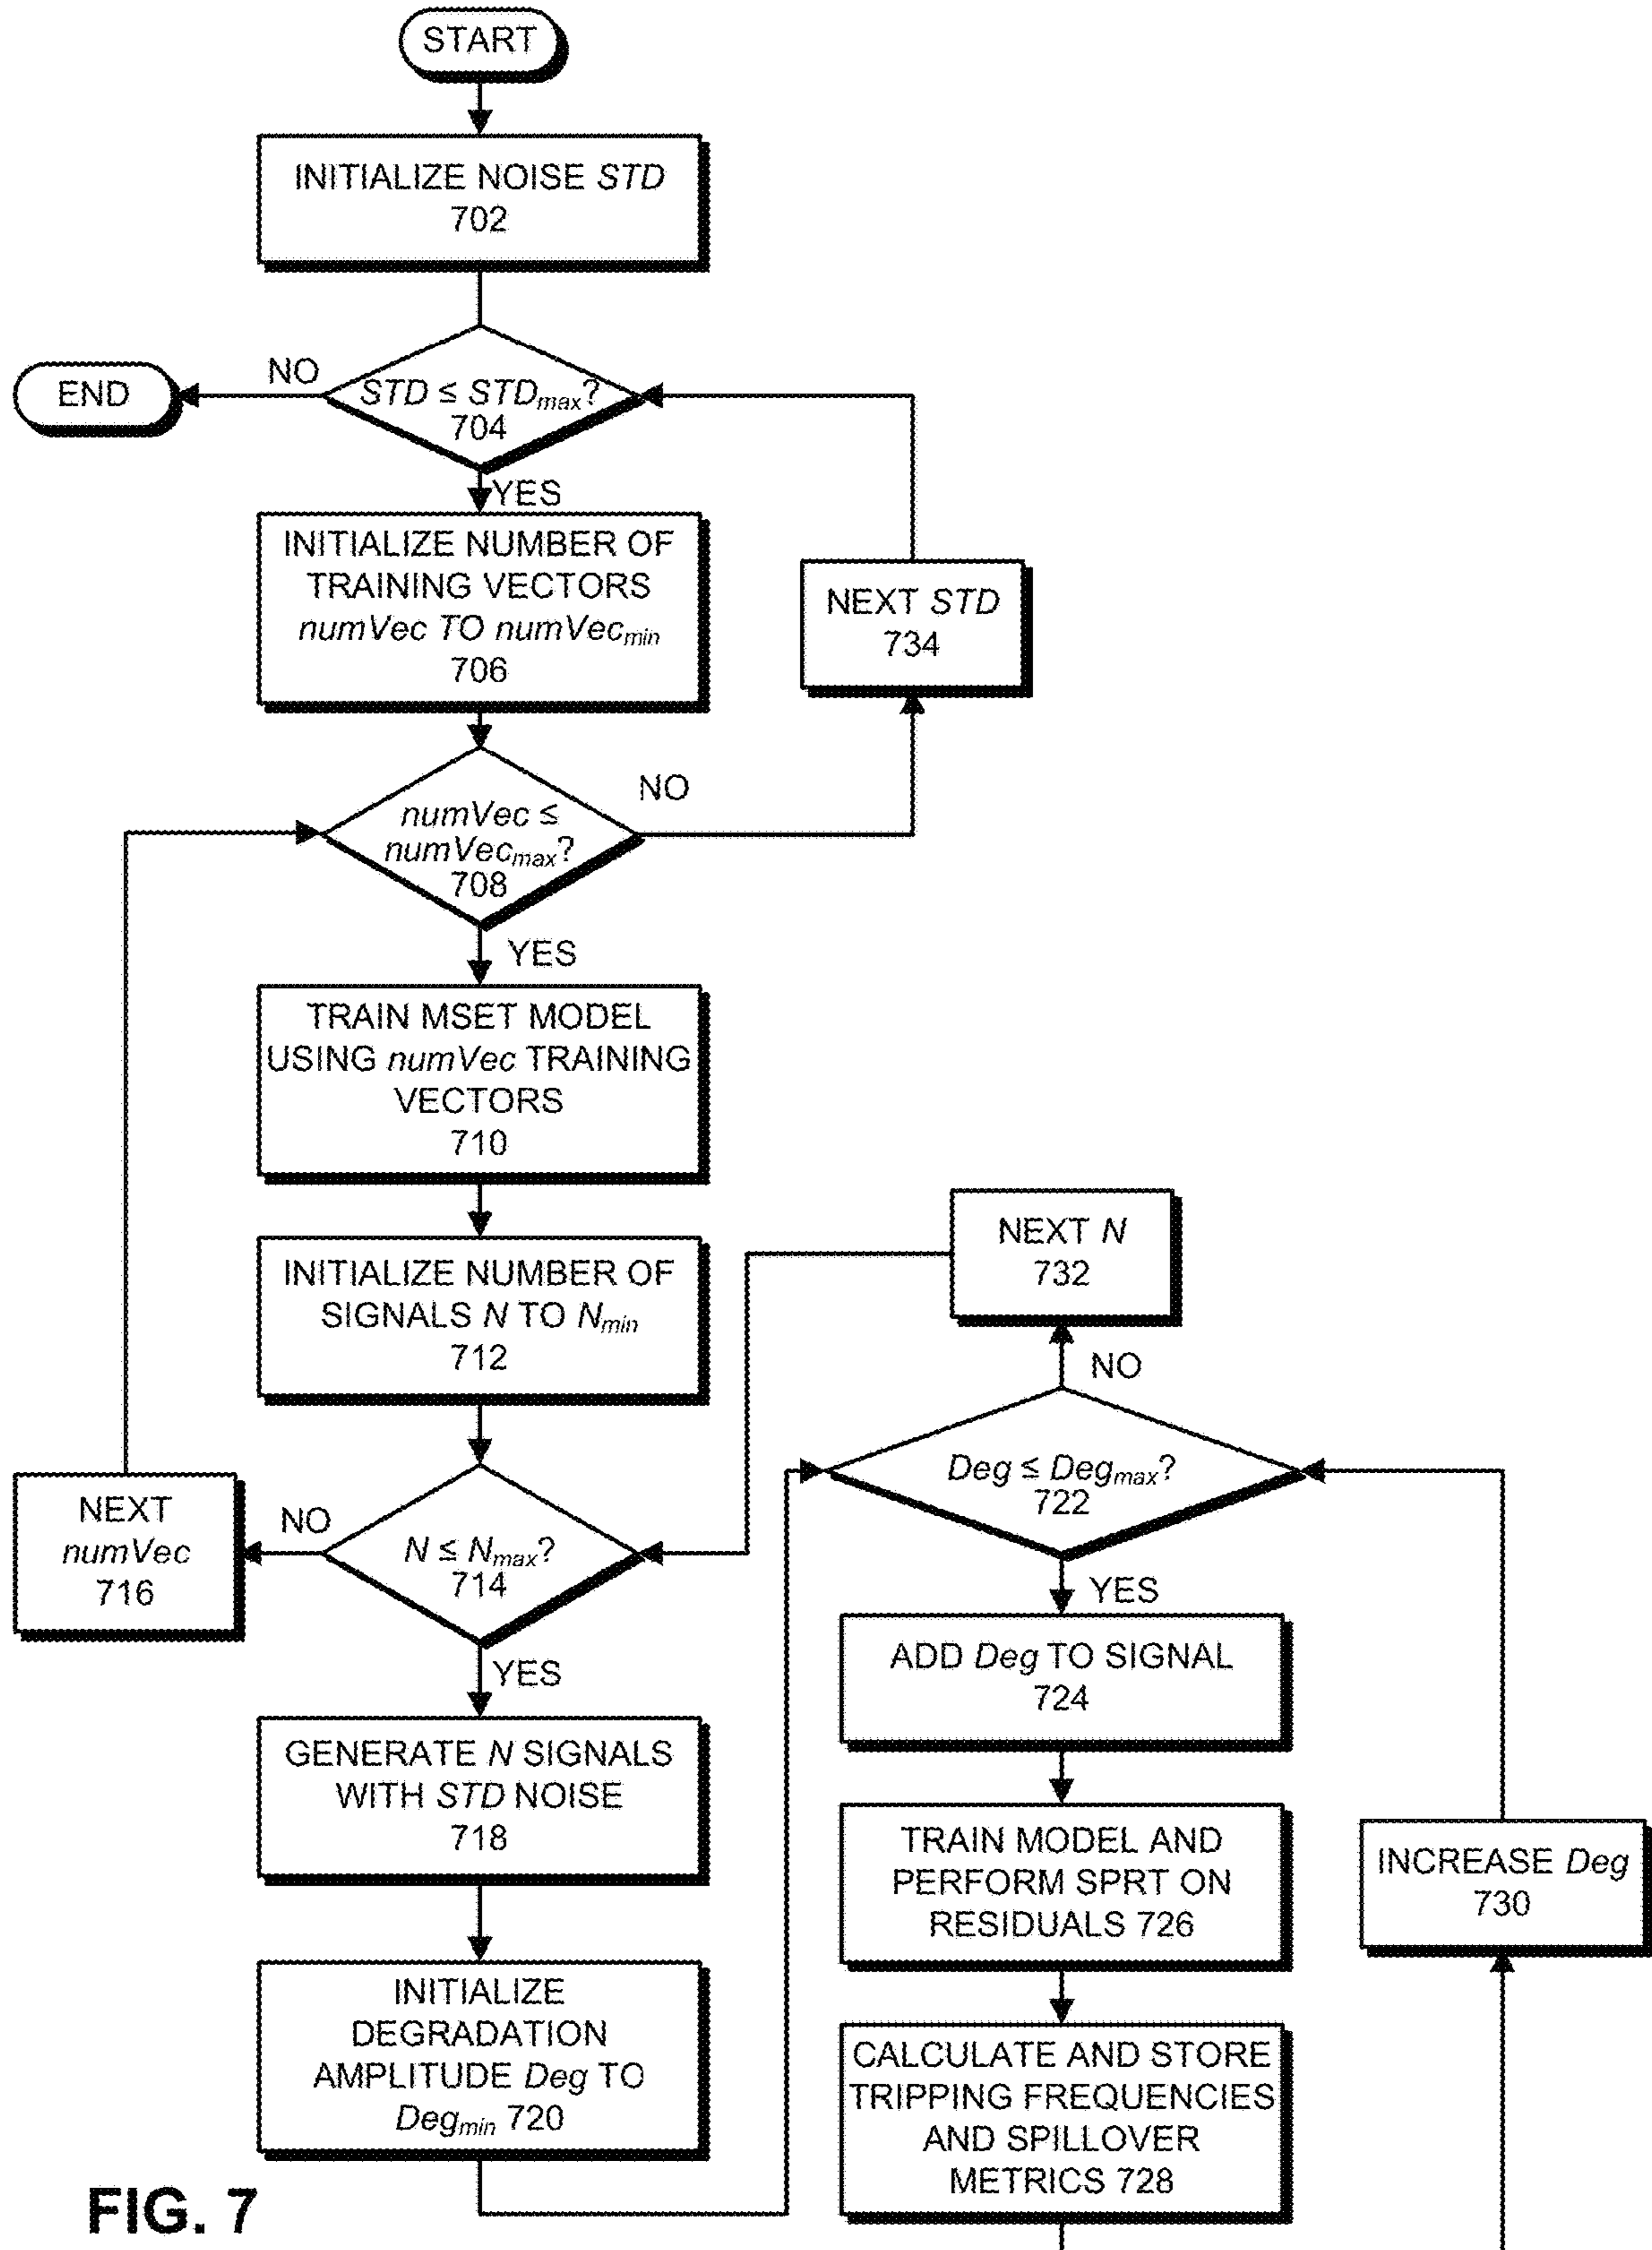 START
INITIALIZE NOISE STD
702
STD ≤ STDmax?
704
NO
END
YES
INITIALIZE NUMBER OF
TRAINING VECTORS
numVec TO numVecmin
706
NEXT STD
734
numVec ≤
numVecmax?
708
NO
YES
TRAIN MSET MODEL
USING numVec TRAINING
VECTORS
710
INITIALIZE NUMBER OF
SIGNALS N TO Nmin
712
N ≤ Nmax?
714
NO
NEXT
numVec
716
YES
GENERATE N SIGNALS
WITH STD NOISE
718
INITIALIZE
DEGRADATION
AMPLITUDE Deg TO
Degmin 720
NEXT N
732
NO
Deg ≤ Degmax?
722
YES
ADD Deg TO SIGNAL
724
TRAIN MODEL AND
PERFORM SPRT ON
RESIDUALS 726
CALCULATE AND STORE
TRIPPING FREQUENCIES
AND SPILLOVER
METRICS 728
INCREASE Deg
730
FIG. 7